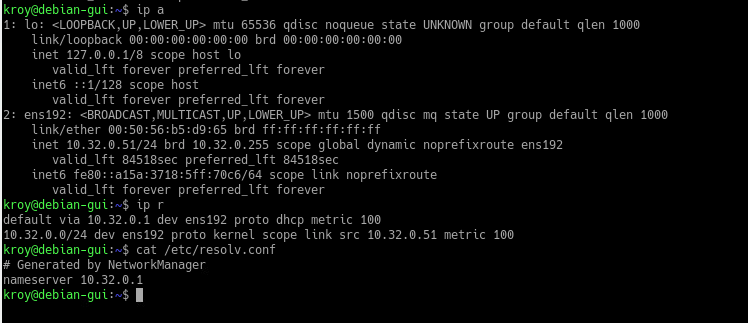 kroy@debian-gui:~$ ip a
1: lo: <LOOPBACK,UP,LOWER_UP> mtu 65536 qdisc noqueue state UNKNOWN group default qlen 1000
    link/loopback 00:00:00:00:00:00 brd 00:00:00:00:00:00
    inet 127.0.0.1/8 scope host lo
       valid_lft forever preferred_lft forever
    inet6 ::1/128 scope host
       valid_lft forever preferred_lft forever
2: ens192: <BROADCAST,MULTICAST,UP,LOWER_UP> mtu 1500 qdisc mq state UP group default qlen 1000
    link/ether 00:50:56:b5:d9:65 brd ff:ff:ff:ff:ff:ff
    inet 10.32.0.51/24 brd 10.32.0.255 scope global dynamic noprefixroute ens192
       valid_lft 84518sec preferred_lft 84518sec
    inet6 fe80::a15a:3718:5ff:70c6/64 scope link noprefixroute
       valid_lft forever preferred_lft forever
kroy@debian-gui:~$ ip r
default via 10.32.0.1 dev ens192 proto dhcp metric 100
10.32.0.0/24 dev ens192 proto kernel scope link src 10.32.0.51 metric 100
kroy@debian-gui:~$ cat /etc/resolv.conf
# Generated by NetworkManager
nameserver 10.32.0.1
kroy@debian-gui:~$